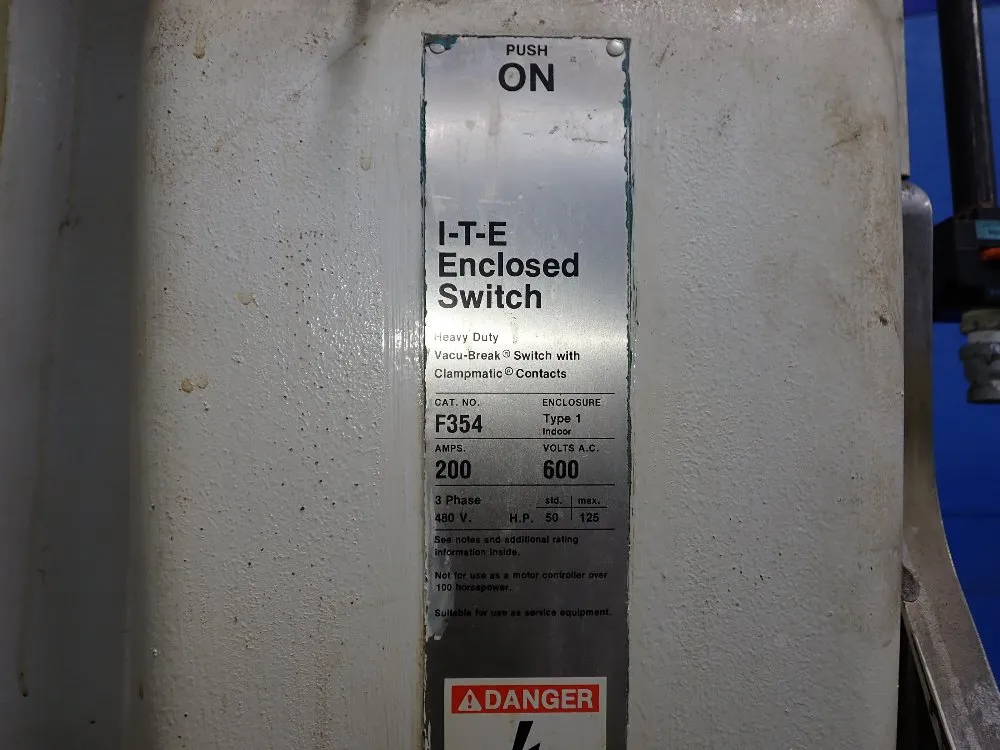 PUSH
ON
I-T-E
Enclosed
Switch
Heavy Duty
Vacu-Break® Switch with
Clampmatic® Contacts
CAT. NO. ENCLOSURE
F354 Type 1
Indoor
AMPS. VOLTS A.C.
200 600
3 Phase std. max.
480 V. H.P. 50 125
See notes and additional rating
information inside.
Not for use as a motor controller over
100 horsepower.
Suitable for use as service equipment.
DANGER